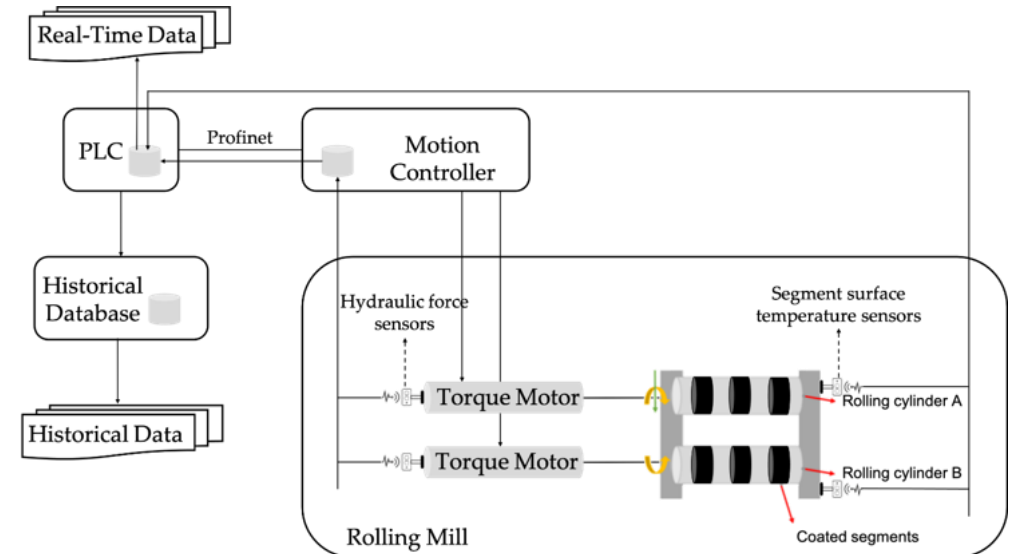 Real-Time Data
PLC
Profinet
Motion
Controller
Historical
Database
Historical Data
Hydraulic force
sensors
Segment surface
temperature sensors
Torque Motor
Rolling cylinder A
Torque Motor
Rolling cylinder B
Coated segments
Rolling Mill